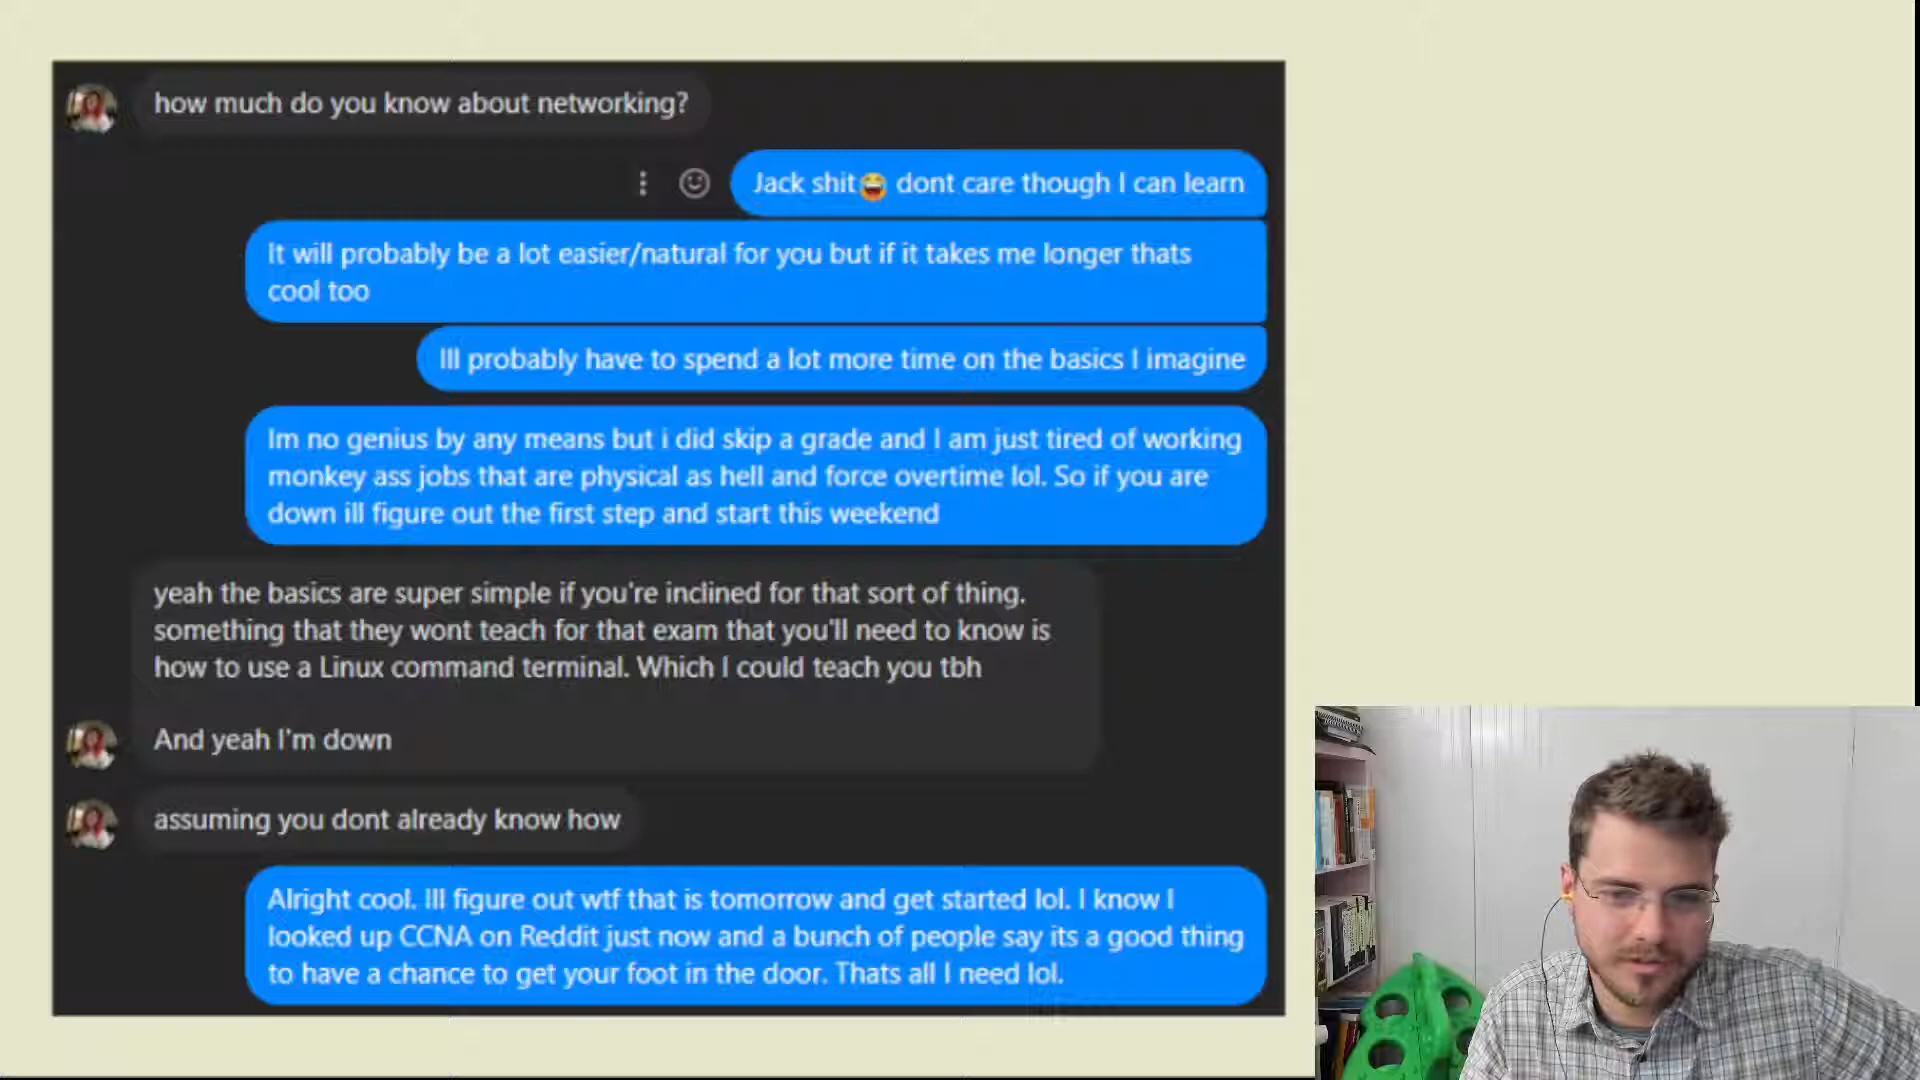 how much do you know about networking?
Jack shit😂 dont care though I can learn
It will probably be a lot easier/natural for you but if it takes me longer thats
cool too
Ill probably have to spend a lot more time on the basics I imagine
Im no genius by any means but i did skip a grade and I am just tired of working
monkey ass jobs that are physical as hell and force overtime lol. So if you are
down ill figure out the first step and start this weekend
yeah the basics are super simple if you're inclined for that sort of thing.
something that they wont teach for that exam that you'll need to know is
how to use a Linux command terminal. Which I could teach you tbh
And yeah I'm down
assuming you dont already know how
Alright cool. Ill figure out wtf that is tomorrow and get started lol. I know I
looked up CCNA on Reddit just now and a bunch of people say its a good thing
to have a chance to get your foot in the door. Thats all I need lol.